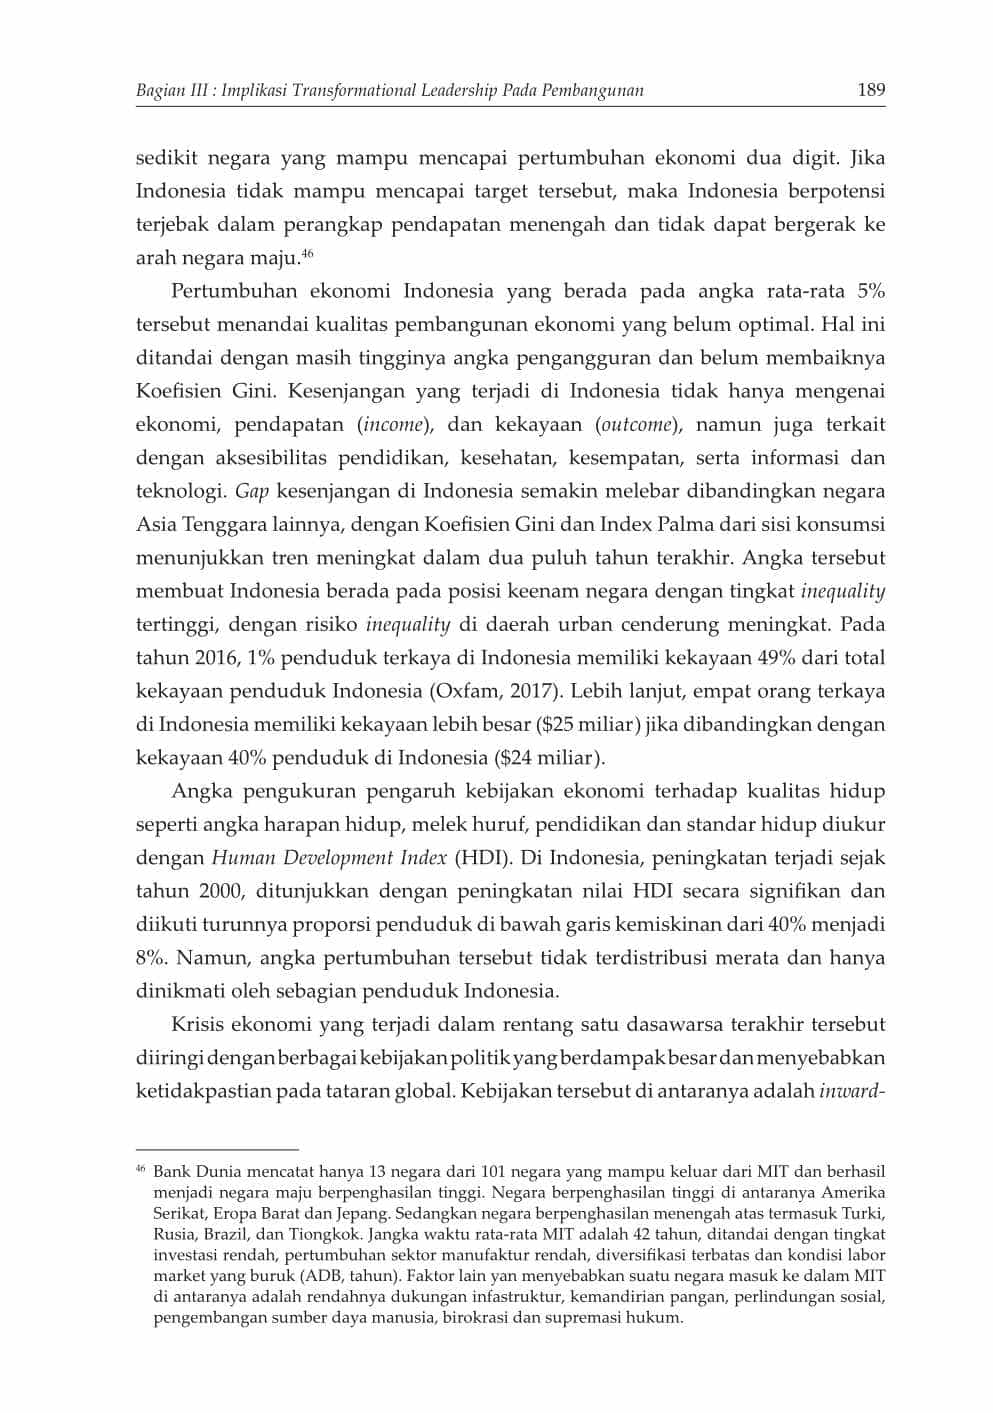 Bagian III : Implikasi Transformational Leadership Pada Pembangunan 189
sedikit negara yang mampu mencapai pertumbuhan ekonomi dua digit. Jika
Indonesia tidak mampu mencapai target tersebut, maka Indonesia berpotensi
terjebak dalam perangkap pendapatan menengah dan tidak dapat bergerak ke
arah negara maju.46
Pertumbuhan ekonomi Indonesia yang berada pada angka rata-rata 5%
tersebut menandai kualitas pembangunan ekonomi yang belum optimal. Hal ini
ditandai dengan masih tingginya angka pengangguran dan belum membaiknya
Koefisien Gini. Kesenjangan yang terjadi di Indonesia tidak hanya mengenai
ekonomi, pendapatan (income), dan kekayaan (outcome), namun juga terkait
dengan aksesibilitas pendidikan, kesehatan, kesempatan, serta informasi dan
teknologi. Gap kesenjangan di Indonesia semakin melebar dibandingkan negara
Asia Tenggara lainnya, dengan Koefisien Gini dan Index Palma dari sisi konsumsi
menunjukkan tren meningkat dalam dua puluh tahun terakhir. Angka tersebut
membuat Indonesia berada pada posisi keenam negara dengan tingkat inequality
tertinggi, dengan risiko inequality di daerah urban cenderung meningkat. Pada
tahun 2016, 1% penduduk terkaya di Indonesia memiliki kekayaan 49% dari total
kekayaan penduduk Indonesia (Oxfam, 2017). Lebih lanjut, empat orang terkaya
di Indonesia memiliki kekayaan lebih besar ($25 miliar) jika dibandingkan dengan
kekayaan 40% penduduk di Indonesia ($24 miliar).
Angka pengukuran pengaruh kebijakan ekonomi terhadap kualitas hidup
seperti angka harapan hidup, melek huruf, pendidikan dan standar hidup diukur
dengan Human Development Index (HDI). Di Indonesia, peningkatan terjadi sejak
tahun 2000, ditunjukkan dengan peningkatan nilai HDI secara signifikan dan
diikuti turunnya proporsi penduduk di bawah garis kemiskinan dari 40% menjadi
8%. Namun, angka pertumbuhan tersebut tidak terdistribusi merata dan hanya
dinikmati oleh sebagian penduduk Indonesia.
Krisis ekonomi yang terjadi dalam rentang satu dasawarsa terakhir tersebut
diiringi dengan berbagai kebijakan politik yang berdampak besar dan menyebabkan
ketidakpastian pada tataran global. Kebijakan tersebut di antaranya adalah inward-
46 Bank Dunia mencatat hanya 13 negara dari 101 negara yang mampu keluar dari MIT dan berhasil
menjadi negara maju berpenghasilan tinggi. Negara berpenghasilan tinggi di antaranya Amerika
Serikat, Eropa Barat dan Jepang. Sedangkan negara berpenghasilan menengah atas termasuk Turki,
Rusia, Brazil, dan Tiongkok. Jangka waktu rata-rata MIT adalah 42 tahun, ditandai dengan tingkat
investasi rendah, pertumbuhan sektor manufaktur rendah, diversifikasi terbatas dan kondisi labor
market yang buruk (ADB, tahun). Faktor lain yan menyebabkan suatu negara masuk ke dalam MIT
di antaranya adalah rendahnya dukungan infastruktur, kemandirian pangan, perlindungan sosial,
pengembangan sumber daya manusia, birokrasi dan supremasi hukum.